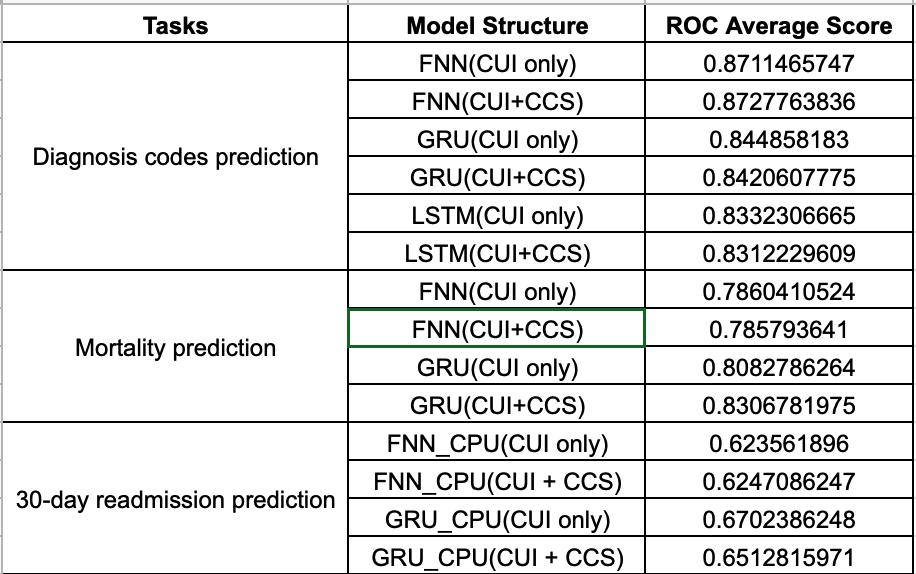 Tasks Model Structure ROC Average Score
Diagnosis codes prediction
FNN(CUI only) 0.8711465747
FNN(CUI+CCS) 0.8727763836
GRU(CUI only) 0.844858183
GRU(CUI+CCS) 0.8420607775
LSTM(CUI only) 0.8332306665
LSTM(CUI+CCS) 0.8312229609
Mortality prediction
FNN(CUI only) 0.7860410524
FNN(CUI+CCS) 0.785793641
GRU(CUI only) 0.8082786264
GRU(CUI+CCS) 0.8306781975
30-day readmission prediction
FNN_CPU(CUI only) 0.623561896
FNN_CPU(CUI + CCS) 0.6247086247
GRU_CPU(CUI only) 0.6702386248
GRU_CPU(CUI + CCS) 0.6512815971